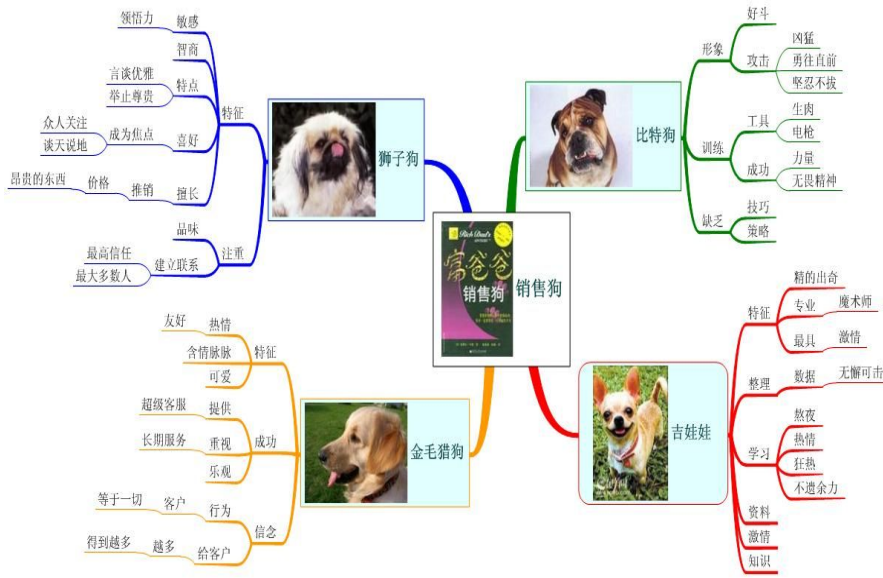 Rich Dad's
富爸爸
销售狗
销售狗
狮子狗
特征
敏感
领悟力
智商
特点
言谈优雅
举止尊贵
喜好
成为焦点
众人关注
谈天说地
擅长
推销
价格
昂贵的东西
注重
品味
建立联系
最高信任
最大多数人
比特狗
形象
好斗
攻击
凶猛
勇往直前
坚忍不拔
训练
工具
生肉
电枪
成功
力量
无畏精神
缺乏
技巧
策略
金毛猎狗
特征
热情
友好
含情脉脉
可爱
成功
提供
超级客服
重视
长期服务
乐观
信念
行为
客户
等于一切
给客户
越多
得到越多
吉娃娃
特征
精的出奇
专业
魔术师
最具
激情
整理
数据
无懈可击
学习
熬夜
热情
狂热
不遗余力
资料
激情
知识